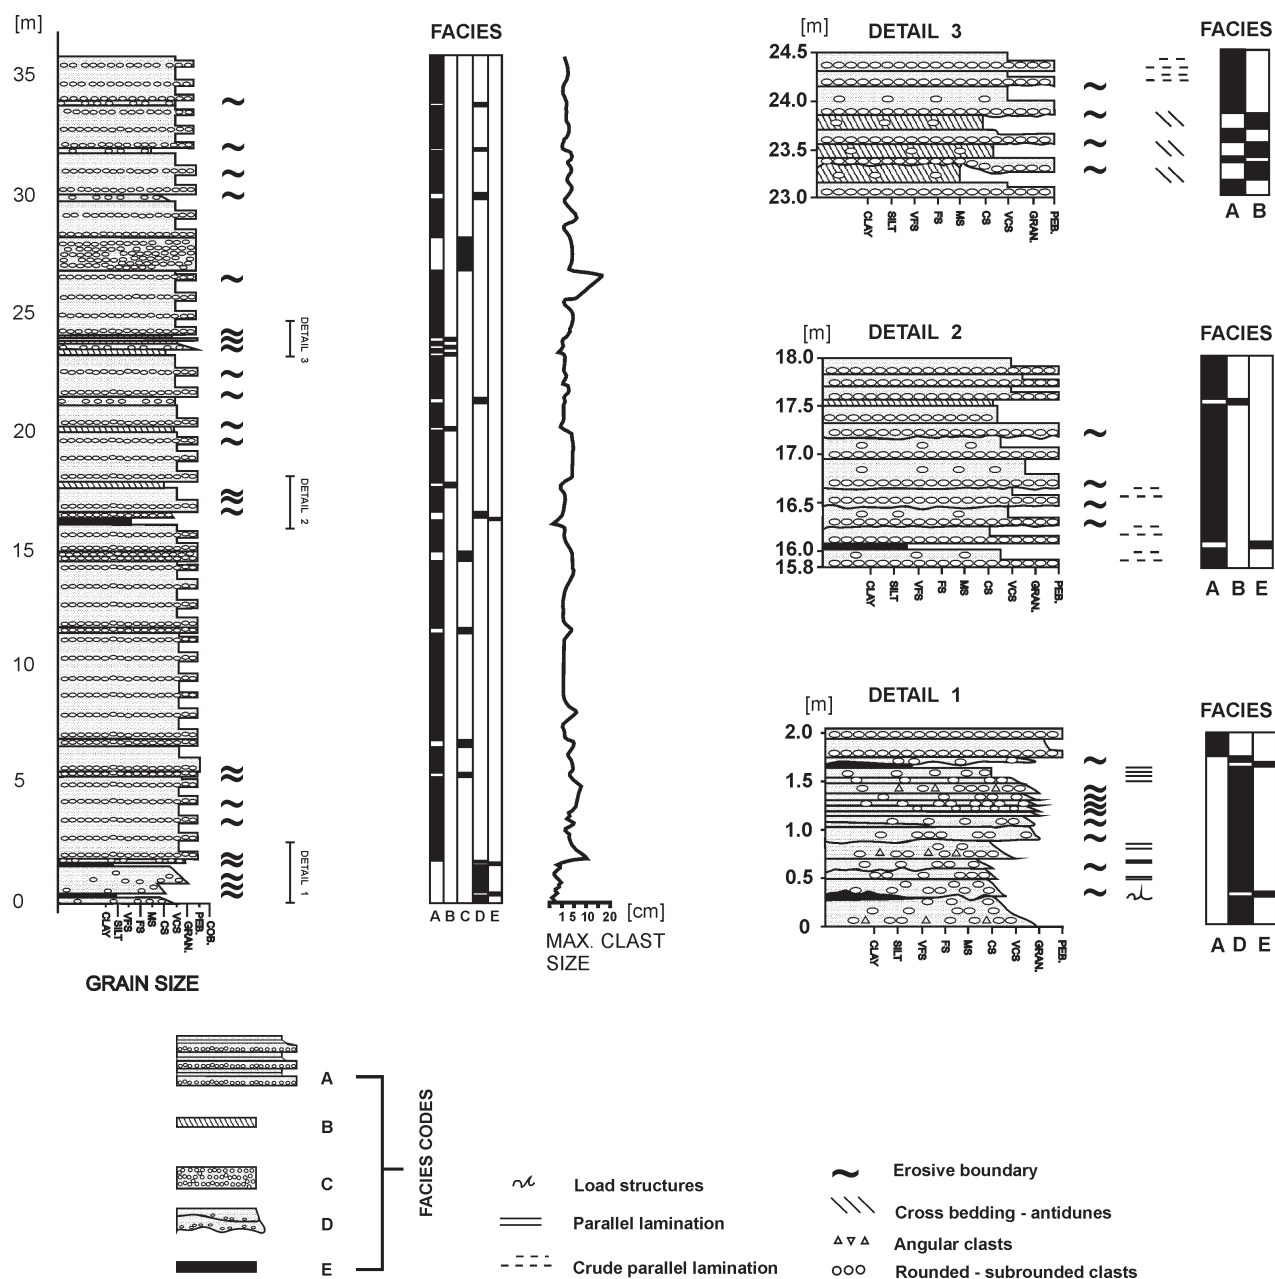 [m]
35
30
25
20
15
10
5
0
CLAY
SILT
VFS
FS
MS
CS
VCS
GRAN.
PEB.
COB.
GRAIN SIZE
DETAIL 3
DETAIL 2
DETAIL 1
FACIES
A B C D E
1 5 10 20 [cm]
MAX. CLAST
SIZE
[m] DETAIL 3 FACIES
24.5
24.0
23.5
23.0
CLAY
SILT
VFS
FS
MS
CS
VCS
GRAN.
PEB.
A B
[m] DETAIL 2 FACIES
18.0
17.5
17.0
16.5
16.0
15.8
CLAY
SILT
VFS
FS
MS
CS
VCS
GRAN.
PEB.
A B E
DETAIL 1
[m] FACIES
2.0
1.5
1.0
0.5
0
CLAY
SILT
VFS
FS
MS
CS
VCS
GRAN.
PEB.
A D E
A
B
C
D
E
FACIES CODES
Load structures
Parallel lamination
Crude parallel lamination
Erosive boundary
Cross bedding - antidunes
Angular clasts
Rounded - subrounded clasts